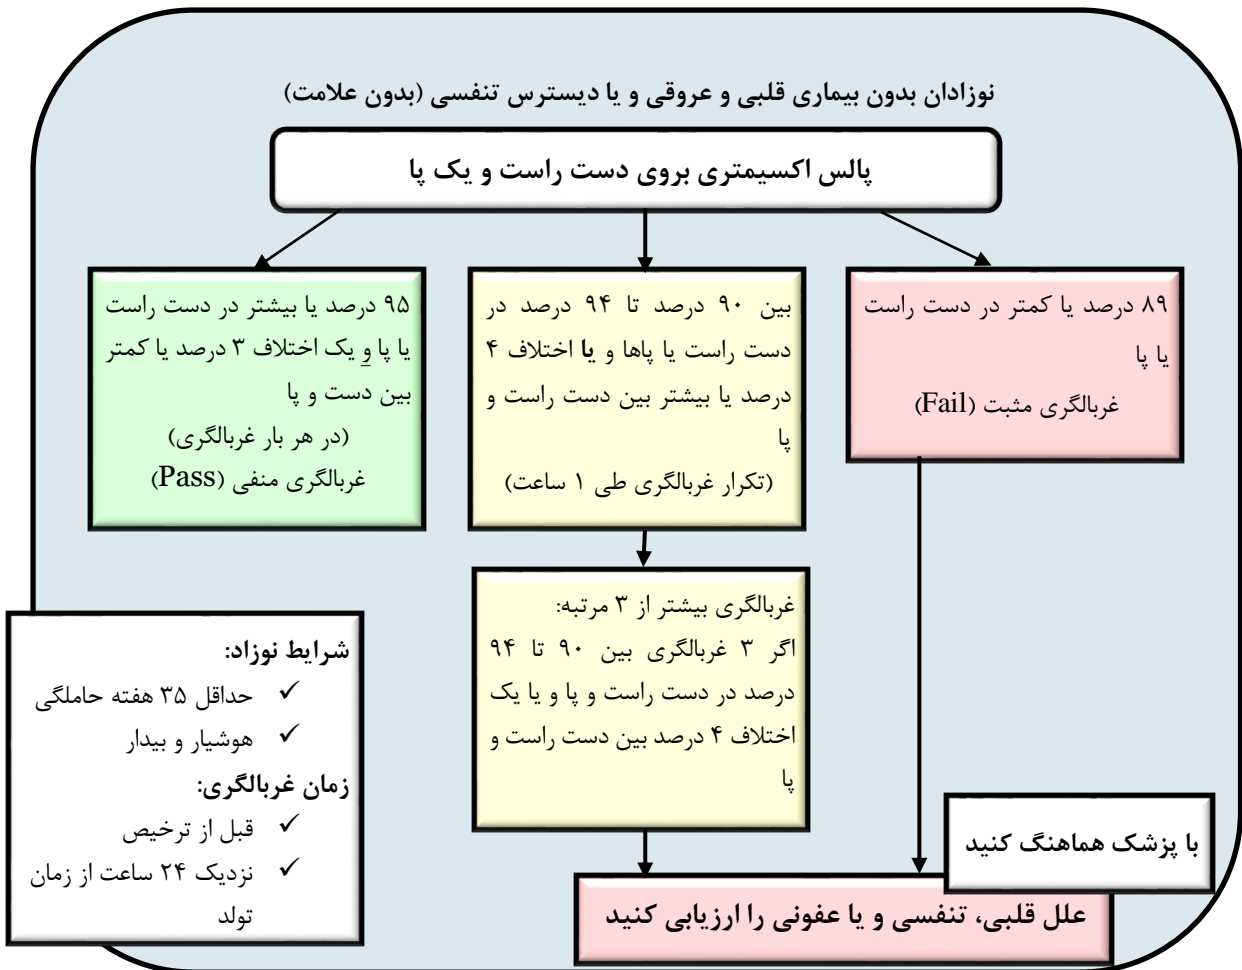 نوزادان بدون بیماری قلبی و عروقی و یا دیسترس تنفسی (بدون علامت)
پالس اکسیمتری بروی دست راست و یک پا
۸۹ درصد یا کمتر در دست راست
یا پا
غربالگری مثبت (Fail)
بین ۹۰ درصد تا ۹۴ درصد در
دست راست یا پاها و یا اختلاف ۴
درصد یا بیشتر بین دست راست و
پا
(تکرار غربالگری طی ۱ ساعت)
۹۵ درصد یا بیشتر در دست راست
یا پا و یک اختلاف ۳ درصد یا کمتر
بین دست و پا
(در هر بار غربالگری)
غربالگری منفی (Pass)
غربالگری بیشتر از ۳ مرتبه:
اگر ۳ غربالگری بین ۹۰ تا ۹۴
درصد در دست راست و پا و یا یک
اختلاف ۴ درصد بین دست راست و
پا
شرایط نوزاد:
✓ حداقل ۳۵ هفته حاملگی
✓ هوشیار و بیدار
زمان غربالگری:
✓ قبل از ترخیص
✓ نزدیک ۲۴ ساعت از زمان
تولد
با پزشک هماهنگ کنید
علل قلبی، تنفسی و یا عفونی را ارزیابی کنید